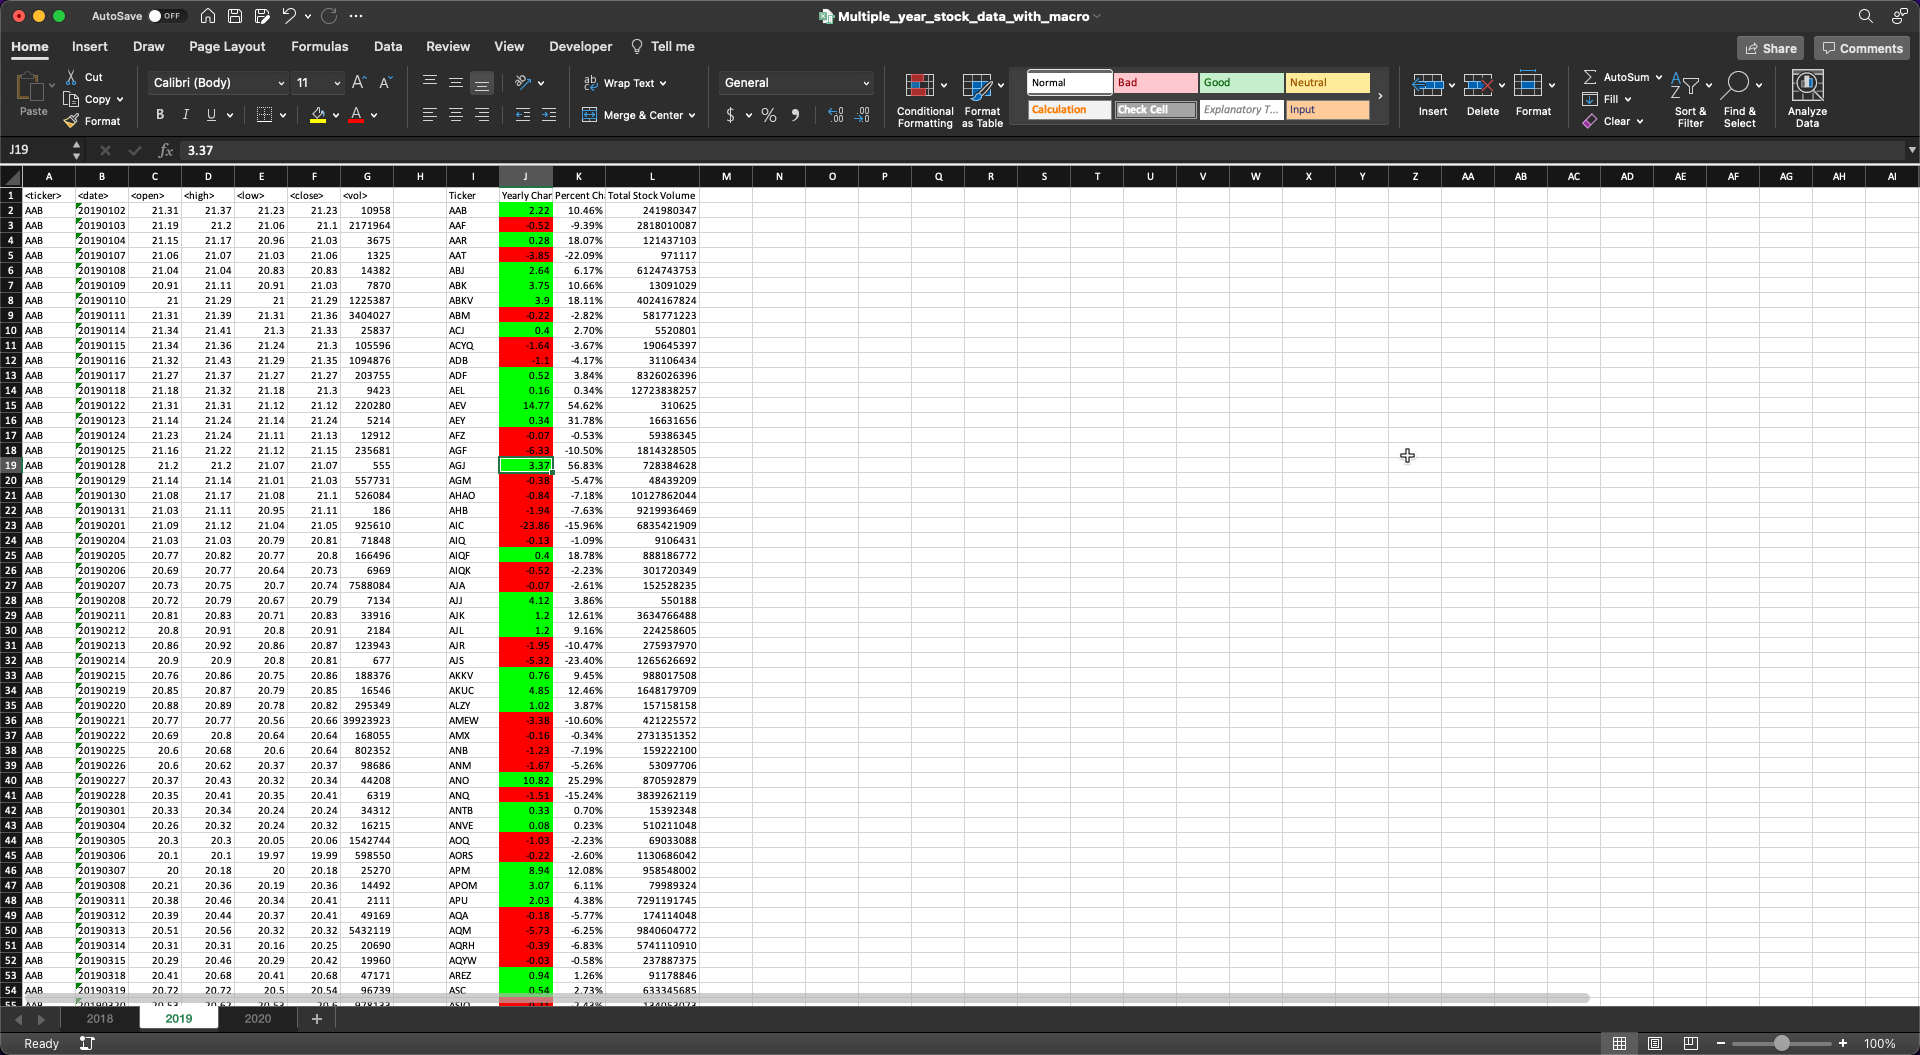 AutoSave OFF Multiple_year_stock_data_with_macro
Home Insert Draw Page Layout Formulas Data Review View Developer Tell me Share Comments
Paste Cut Copy Format
Calibri (Body) 11 Wrap Text Merge & Center General
Conditional Formatting Format as Table
Normal Bad Good Neutral
Calculation Check Cell Explanatory T... Input
Insert Delete Format
AutoSum Fill Clear Sort & Filter Find & Select Analyze Data
J19 fx 3.37
A B C D E F G H I J K L M N O P Q R S T U V W X Y Z AA AB AC AD AE AF AG AH AI
1 <ticker> <date> <open> <high> <low> <close> <vol> Ticker Yearly Char Percent Ch Total Stock Volume
2 AAB 20190102 21.31 21.37 21.23 21.23 10958 AAB 2.22 10.46% 241980347
3 AAB 20190103 21.19 21.2 21.06 21.1 2171964 AAF -0.52 -9.39% 2818010087
4 AAB 20190104 21.15 21.17 20.96 21.03 3675 AAR 0.28 18.07% 121437103
5 AAB 20190107 21.06 21.07 21.03 21.06 1325 AAT -3.85 -22.09% 971117
6 AAB 20190108 21.04 21.04 20.83 20.83 14382 ABJ 2.64 6.17% 6124743753
7 AAB 20190109 20.91 21.11 20.91 21.03 7870 ABK 3.75 10.66% 13091029
8 AAB 20190110 21 21.29 21 21.29 1225387 ABKV 3.9 18.11% 4024167824
9 AAB 20190111 21.31 21.39 21.31 21.36 3404027 ABM -0.22 -2.82% 581771223
10 AAB 20190114 21.34 21.41 21.3 21.33 25837 ACJ 0.4 2.70% 5520801
11 AAB 20190115 21.34 21.36 21.24 21.3 105596 ACYQ -1.64 -3.67% 190645397
12 AAB 20190116 21.32 21.43 21.29 21.35 1094876 ADB -1.1 -4.17% 31106434
13 AAB 20190117 21.27 21.37 21.27 21.27 203755 ADF 0.52 3.84% 8326026396
14 AAB 20190118 21.18 21.32 21.18 21.3 9423 AEL 0.16 0.34% 12723838257
15 AAB 20190122 21.31 21.31 21.12 21.12 220280 AEV 14.77 54.62% 310625
16 AAB 20190123 21.14 21.24 21.14 21.24 5214 AEY 0.34 31.78% 16631656
17 AAB 20190124 21.23 21.24 21.11 21.13 12912 AFZ -0.07 -0.53% 59386345
18 AAB 20190125 21.16 21.22 21.12 21.15 235681 AGF -6.33 -10.50% 1814328505
19 AAB 20190128 21.2 21.2 21.07 21.07 555 AGJ 3.37 56.83% 728384628
20 AAB 20190129 21.14 21.14 21.01 21.03 557731 AGM -0.38 -5.47% 48439209
21 AAB 20190130 21.08 21.17 21.08 21.1 526084 AHAO -0.84 -7.18% 10127862044
22 AAB 20190131 21.03 21.11 20.95 21.11 186 AHB -1.94 -7.63% 9219936469
23 AAB 20190201 21.09 21.12 21.04 21.05 925610 AIC -23.86 -15.96% 6835421909
24 AAB 20190204 21.03 21.03 20.79 20.81 71848 AIQ -0.13 -1.09% 9106431
25 AAB 20190205 20.77 20.82 20.77 20.8 166496 AIQF 0.4 18.78% 888186772
26 AAB 20190206 20.69 20.77 20.64 20.73 6969 AIQK -0.52 -2.23% 301720349
27 AAB 20190207 20.73 20.75 20.7 20.74 7588084 AJA -0.07 -2.61% 152528235
28 AAB 20190208 20.72 20.79 20.67 20.79 7134 AJJ 4.12 3.86% 550188
29 AAB 20190211 20.81 20.83 20.71 20.83 33916 AJK 1.2 12.61% 3634766488
30 AAB 20190212 20.8 20.91 20.8 20.91 2184 AJL 1.2 9.16% 224258605
31 AAB 20190213 20.86 20.92 20.86 20.87 123943 AJR -1.95 -10.47% 275937970
32 AAB 20190214 20.9 20.9 20.8 20.81 677 AJS -5.32 -23.40% 1265626692
33 AAB 20190215 20.76 20.86 20.75 20.86 188376 AKKV 0.76 9.45% 988017508
34 AAB 20190219 20.85 20.87 20.79 20.85 16546 AKUC 4.85 12.46% 1648179709
35 AAB 20190220 20.88 20.89 20.78 20.82 295349 ALZY 1.02 3.87% 157158158
36 AAB 20190221 20.77 20.77 20.56 20.66 39923923 AMEW -3.38 -10.60% 421225572
37 AAB 20190222 20.69 20.8 20.64 20.64 168055 AMX -0.16 -0.34% 2731351352
38 AAB 20190225 20.6 20.68 20.6 20.64 802352 ANB -1.23 -7.19% 159222100
39 AAB 20190226 20.6 20.62 20.37 20.37 98686 ANM -1.67 -5.26% 53097706
40 AAB 20190227 20.37 20.43 20.32 20.34 44208 ANO 10.82 25.29% 870592879
41 AAB 20190228 20.35 20.41 20.35 20.41 6319 ANQ -1.51 -15.24% 3839262119
42 AAB 20190301 20.33 20.34 20.24 20.24 34312 ANTB 0.33 0.70% 15392348
43 AAB 20190304 20.26 20.32 20.24 20.32 16215 ANVE 0.08 0.23% 510211048
44 AAB 20190305 20.3 20.3 20.05 20.06 1542744 AOQ -1.03 -2.23% 69033088
45 AAB 20190306 20.1 20.1 19.97 19.99 598550 AORS -0.22 -2.60% 1130686042
46 AAB 20190307 20 20.18 20 20.18 25270 APM 8.94 12.08% 958548002
47 AAB 20190308 20.21 20.36 20.19 20.36 14492 APOM 3.07 6.11% 79989324
48 AAB 20190311 20.38 20.46 20.34 20.41 2111 APU 2.03 4.38% 7291191745
49 AAB 20190312 20.39 20.44 20.37 20.41 49169 AQA -0.18 -5.77% 174114048
50 AAB 20190313 20.51 20.56 20.32 20.32 5432119 AQM -5.73 -6.25% 9840604772
51 AAB 20190314 20.31 20.31 20.16 20.25 20690 AQRH -0.39 -6.83% 5741110910
52 AAB 20190315 20.29 20.46 20.29 20.42 19960 AQYW -0.03 -0.58% 237887375
53 AAB 20190318 20.41 20.68 20.41 20.68 47171 AREZ 0.94 1.26% 91178846
54 AAB 20190319 20.72 20.72 20.5 20.54 96739 ASC 0.54 2.73% 633345685
2018 2019 2020 +
Ready 100%